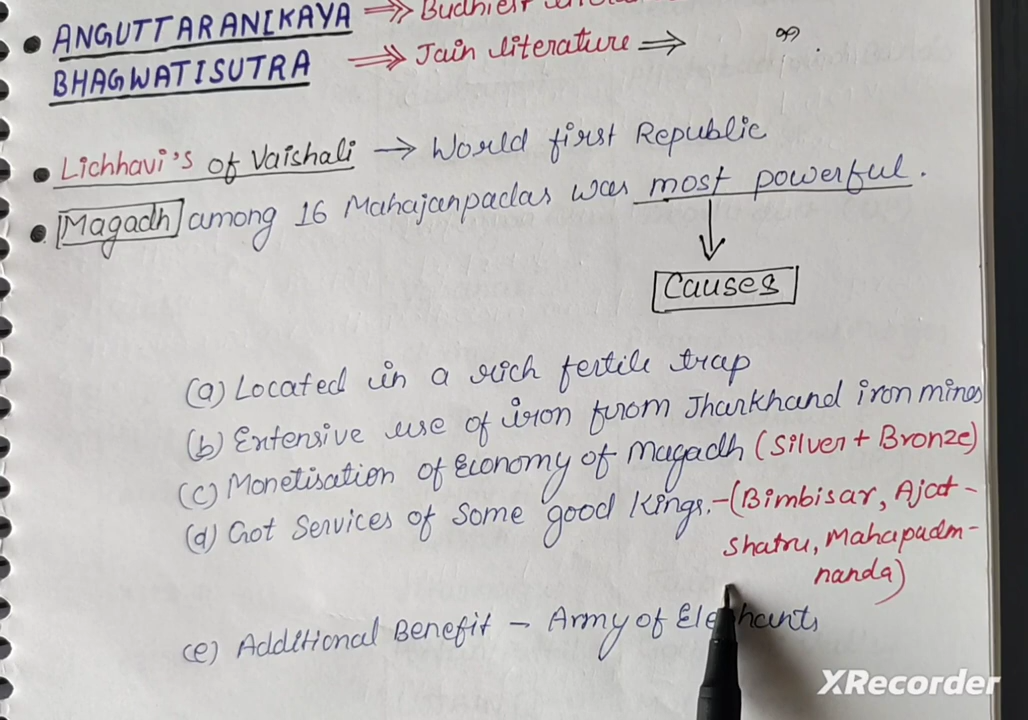 ANGUTTARANIKAYA ⇒ Budhist
BHAGWATISUTRA ⇒ Jain literature ⇒
Lichhavi's of Vaishali → World first Republic
Magadh among 16 Mahajanpadas was most powerful.
Causes
(a) Located in a rich fertile trap
(b) Extensive use of iron from Jharkhand iron mines
(c) Monetisation of Economy of Magadh (Silver + Bronze)
(d) Got Services of Some good Kings.-(Bimbisar, Ajat-
Shatru, Mahapadm-
nanda)
(e) Additional Benefit - Army of Elephants
XRecorder